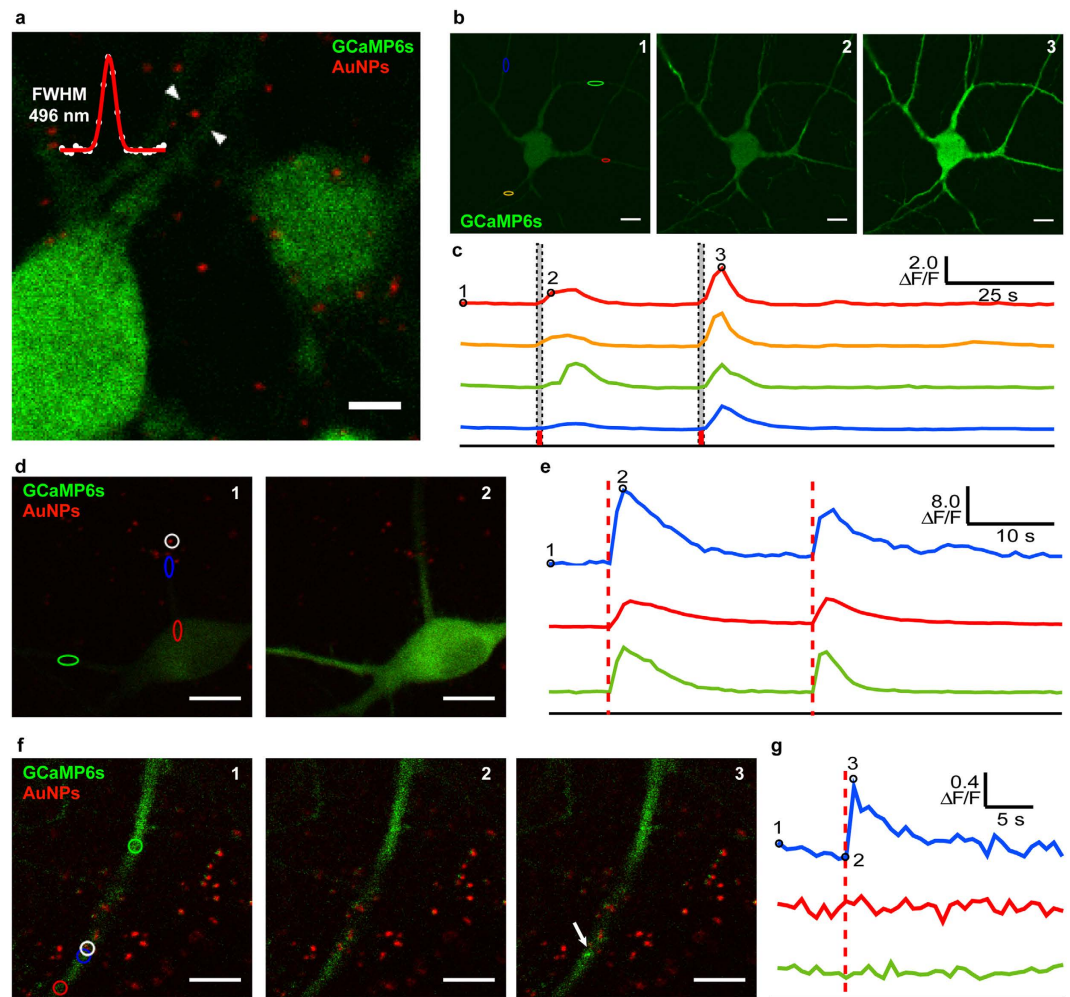 a
GCaMP6s
AuNPs
FWHM
496 nm
b
1
2
3
GCaMP6s
c
1
2
3
2.0
ΔF/F
25 s
d
GCaMP6s
AuNPs
1
2
e
1
2
8.0
ΔF/F
10 s
f
GCaMP6s
AuNPs
1
2
3
g
1
2
3
0.4
ΔF/F
5 s